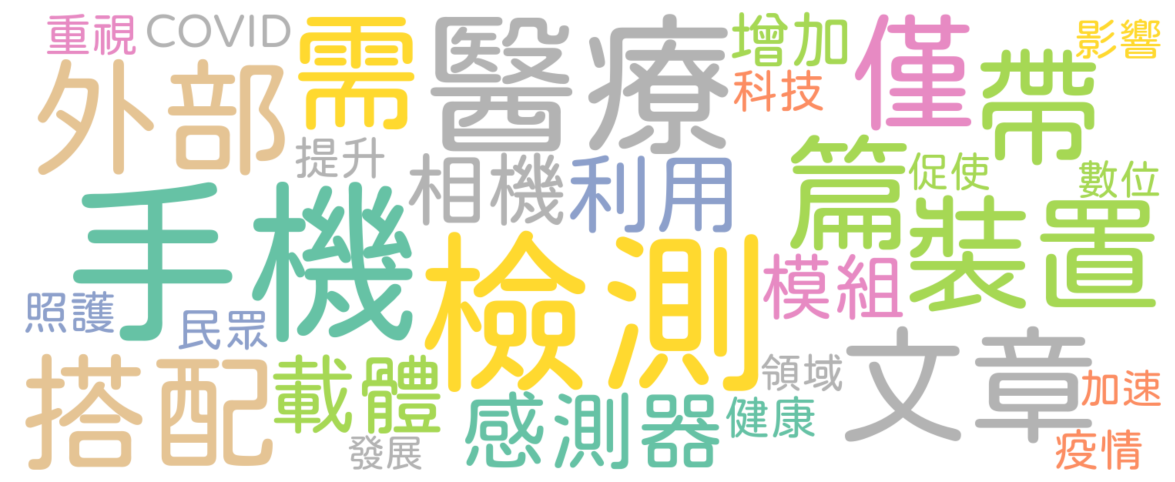 重視
COVID
需
醫療
增加
僅
影響
外部
科技
帶
提升
相機
利用
篇
促使
數位
手機
檢測
裝置
模組
照護
民眾
文章
搭配
載體
領域
加速
感測器
健康
發展
疫情